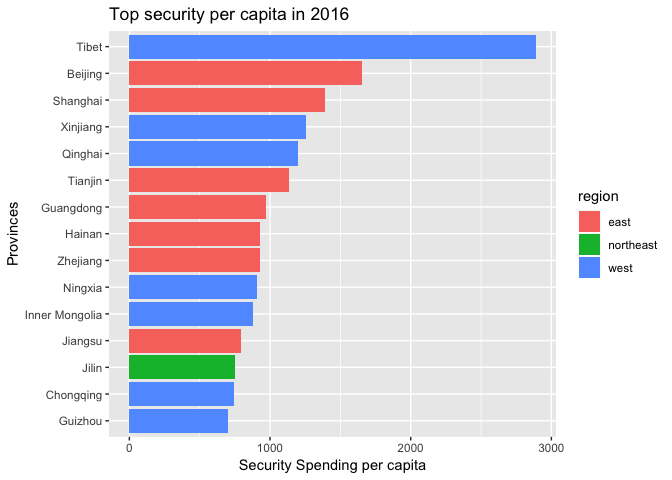 Top security per capita in 2016
Provinces
Tibet
Beijing
Shanghai
Xinjiang
Qinghai
Tianjin
Guangdong
Hainan
Zhejiang
Ningxia
Inner Mongolia
Jiangsu
Jilin
Chongqing
Guizhou
0 1000 2000 3000
Security Spending per capita
region
east
northeast
west